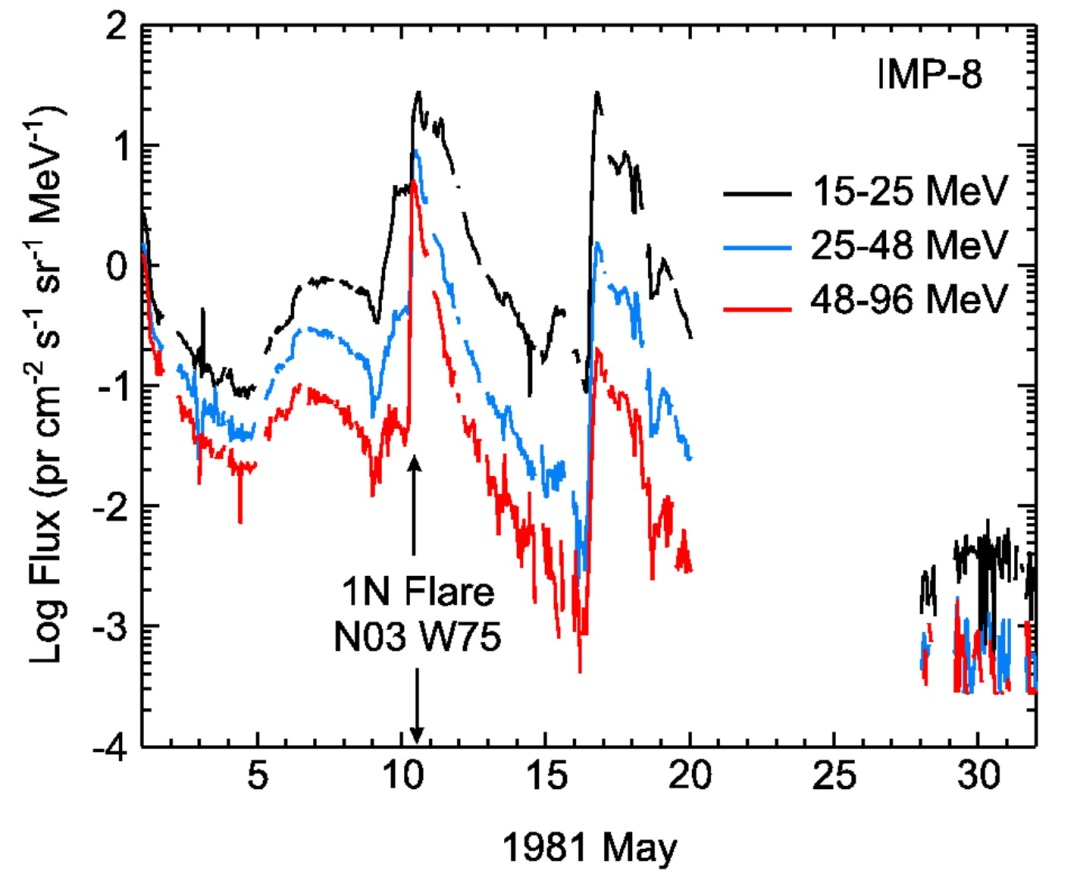 2
IMP-8
1
15-25 MeV
25-48 MeV
0
48-96 MeV
Log Flux (pr cm⁻² s⁻¹ sr⁻¹ MeV⁻¹)
-1
-2
1N Flare
N03 W75
-3
-4
5 10 15 20 25 30
1981 May